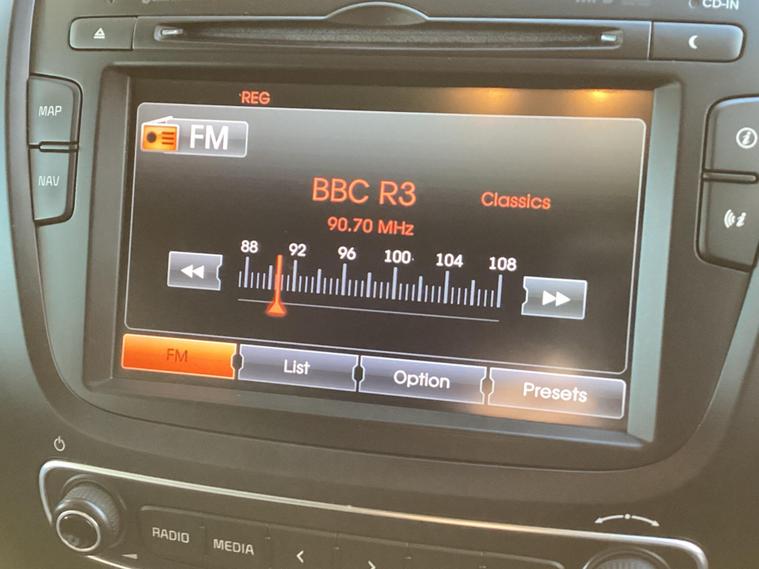 CD-IN
MAP
NAV
REG
FM
BBC R3
Classics
90.70 MHz
88 92 96 100 104 108
FM List Option Presets
RADIO MEDIA